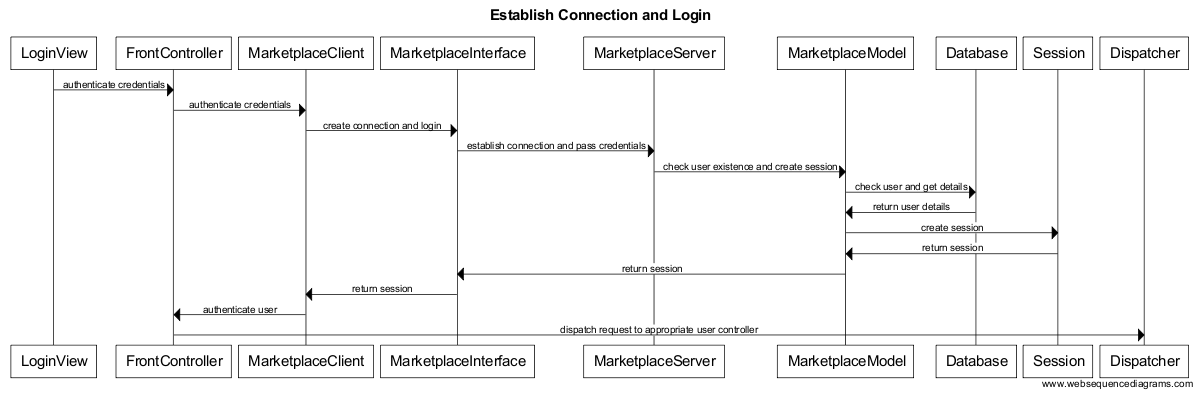 Establish Connection and Login
LoginView FrontController MarketplaceClient MarketplaceInterface MarketplaceServer MarketplaceModel Database Session Dispatcher
authenticate credentials
authenticate credentials
create connection and login
establish connection and pass credentials
check user existence and create session
check user and get details
return user details
create session
return session
return session
return session
authenticate user
dispatch request to appropriate user controller
LoginView FrontController MarketplaceClient MarketplaceInterface MarketplaceServer MarketplaceModel Database Session Dispatcher
www.websequencediagrams.com